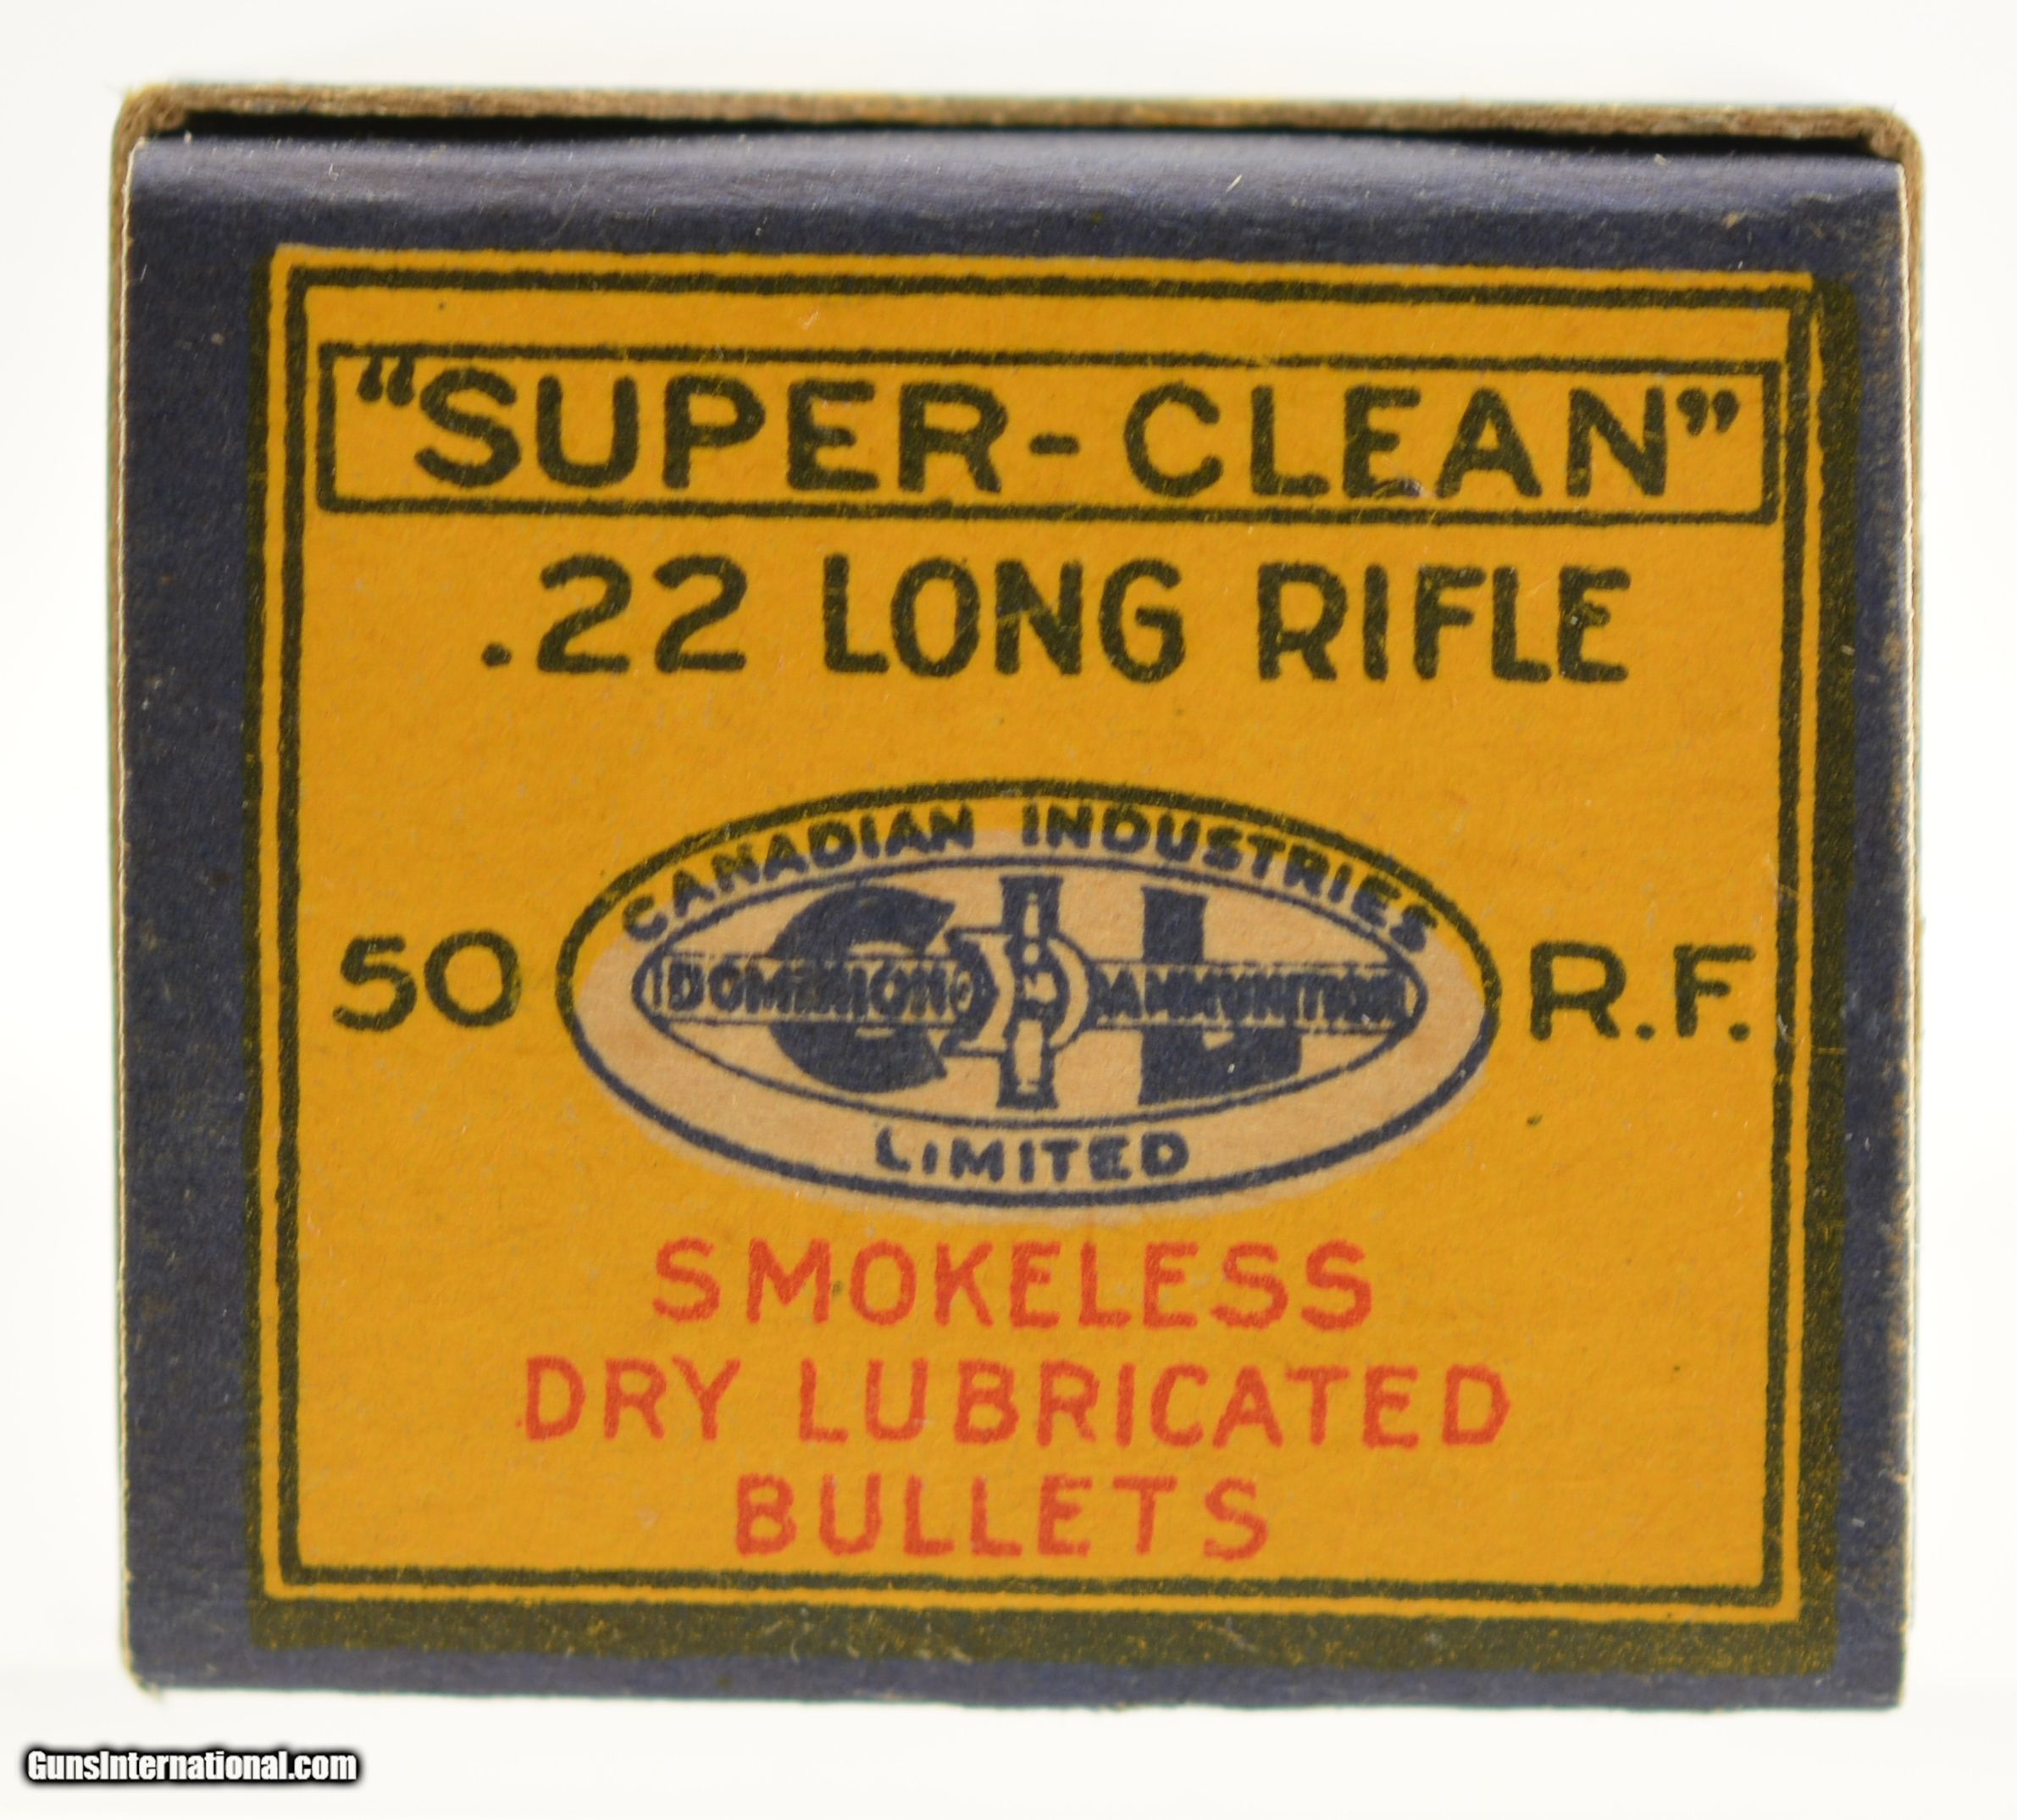 “SUPER-CLEAN”
.22 LONG RIFLE
CANADIAN INDUSTRIES
50
C I L
DOMINION AMMUNITION
R.F.
LIMITED
SMOKELESS
DRY LUBRICATED
BULLETS
GunsInternational.com